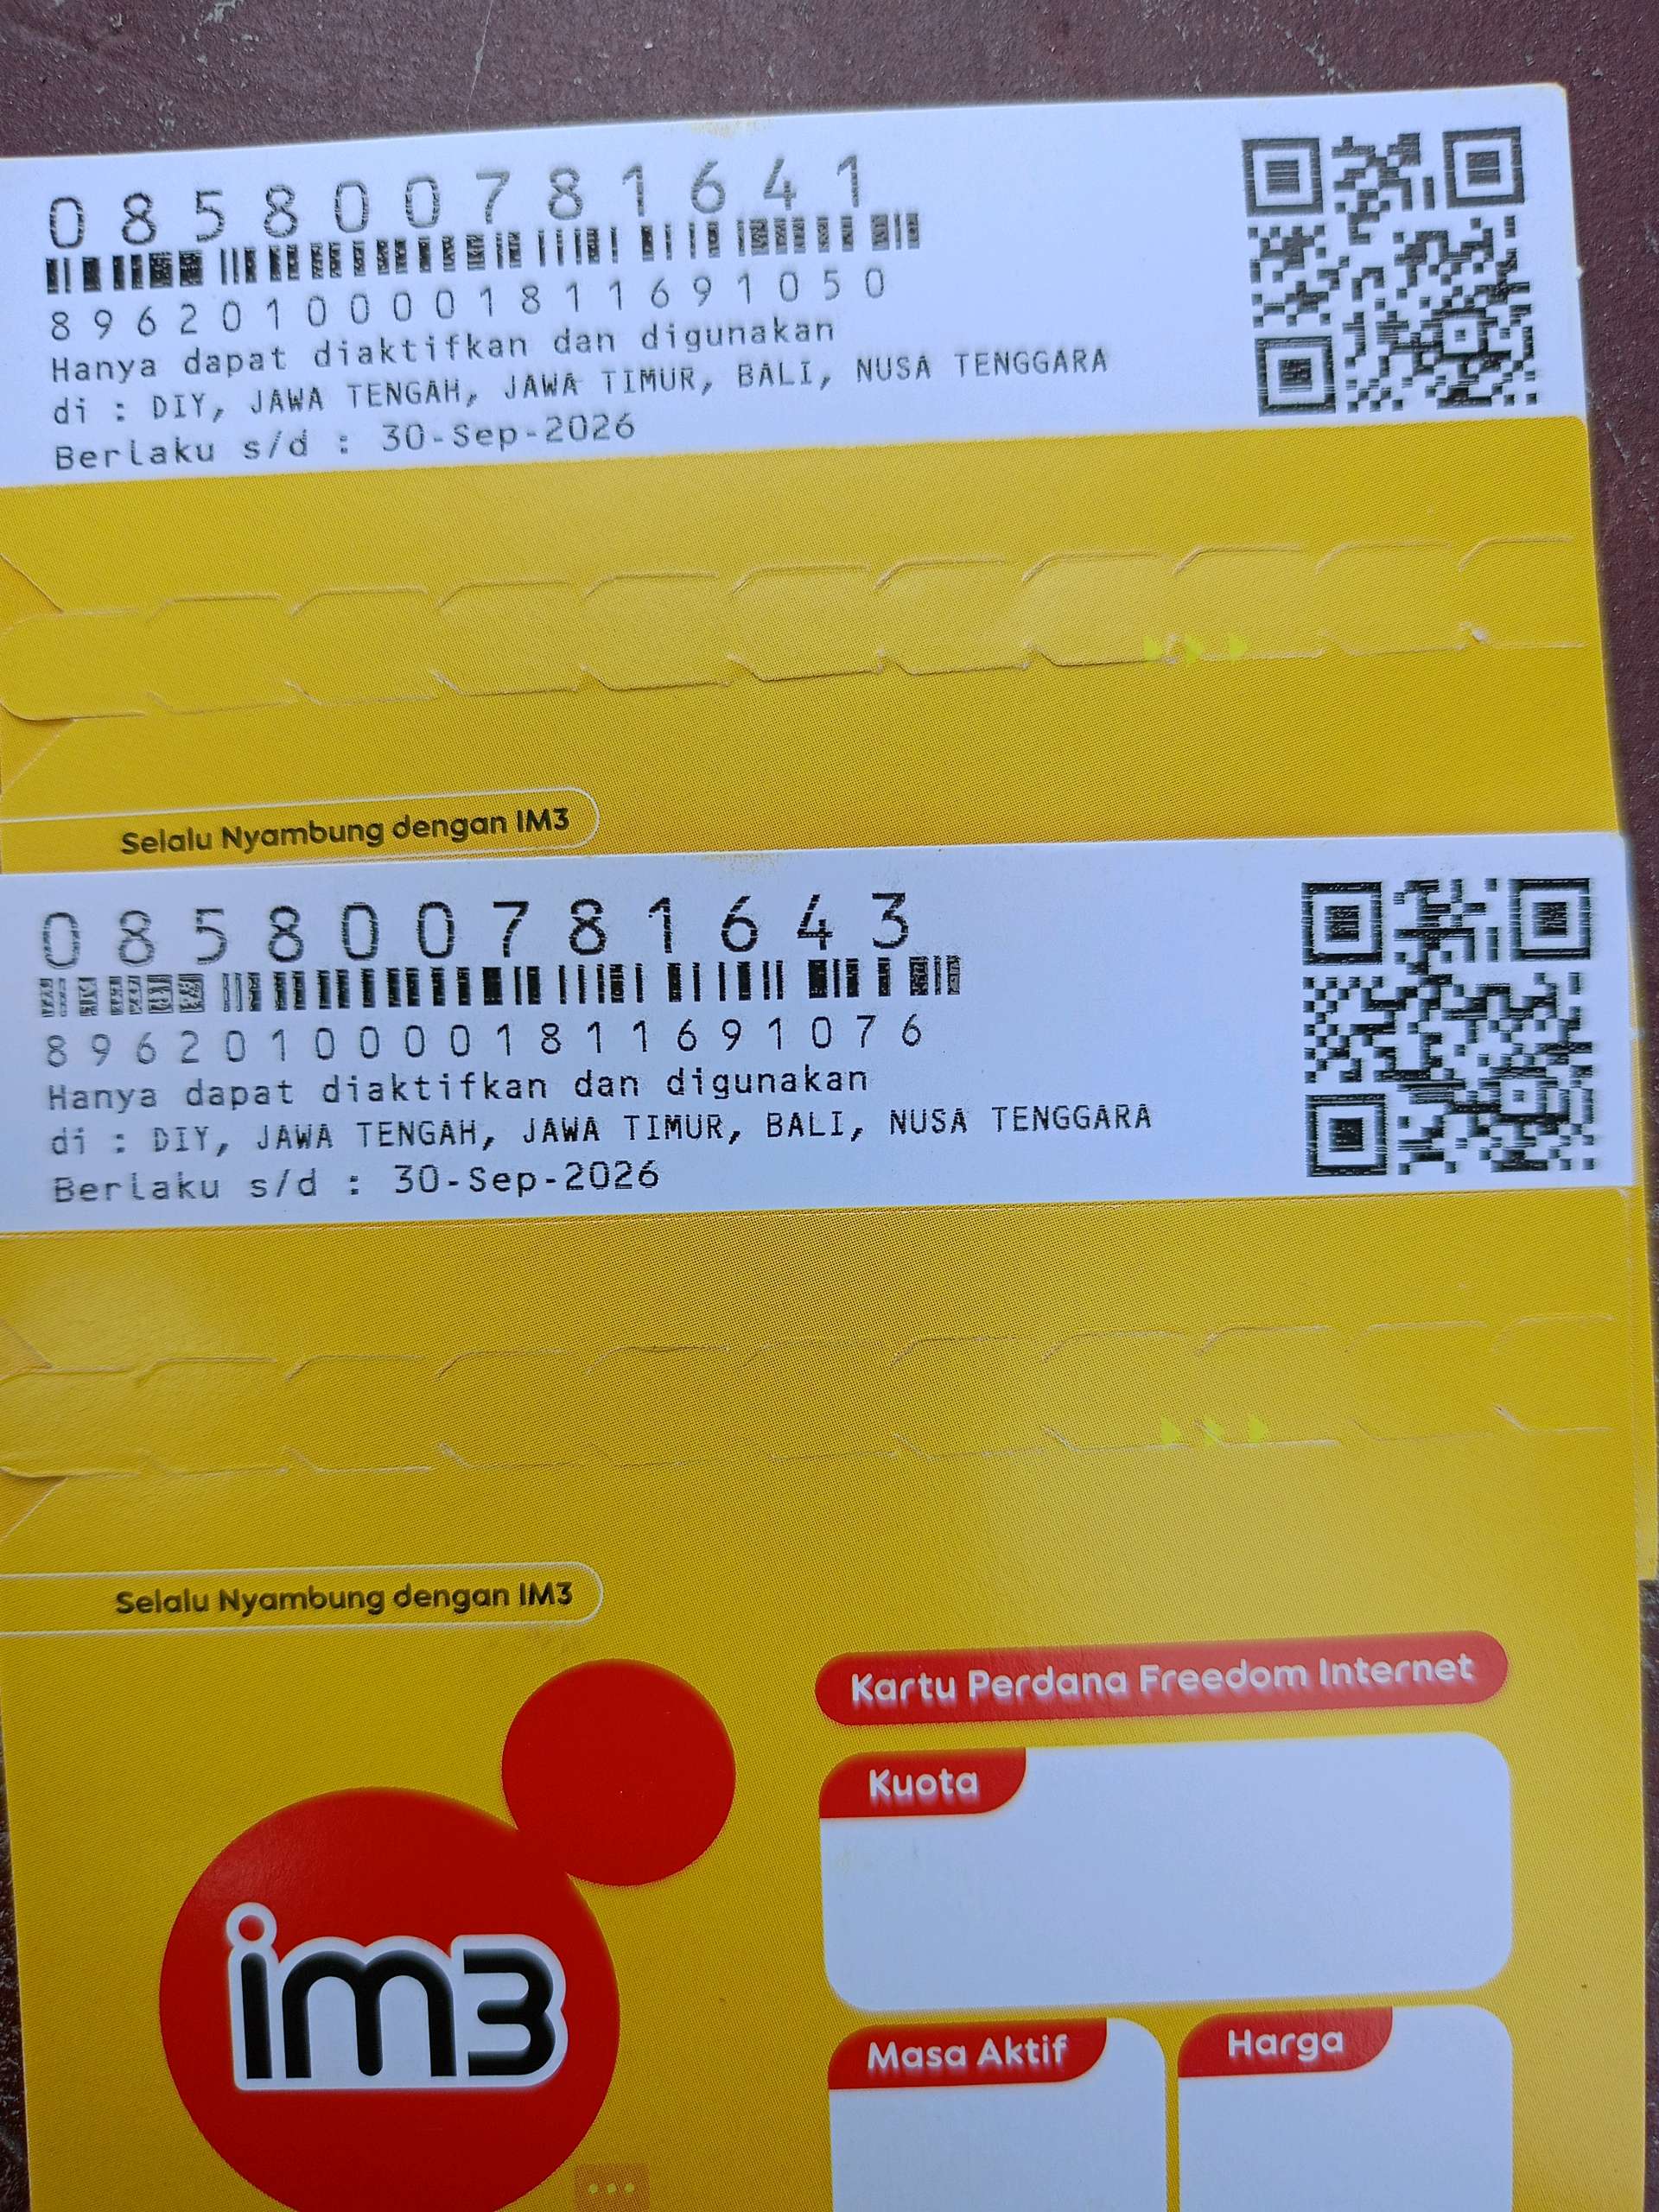 085800781641
89620100001811691050
Hanya dapat diaktifkan dan digunakan
di : DIY, JAWA TENGAH, JAWA TIMUR, BALI, NUSA TENGGARA
Berlaku s/d : 30-Sep-2026
Selalu Nyambung dengan IM3
085800781643
89620100001811691076
Hanya dapat diaktifkan dan digunakan
di : DIY, JAWA TENGAH, JAWA TIMUR, BALI, NUSA TENGGARA
Berlaku s/d : 30-Sep-2026
Selalu Nyambung dengan IM3
Kartu Perdana Freedom Internet
Kuota
im3
Masa Aktif
Harga